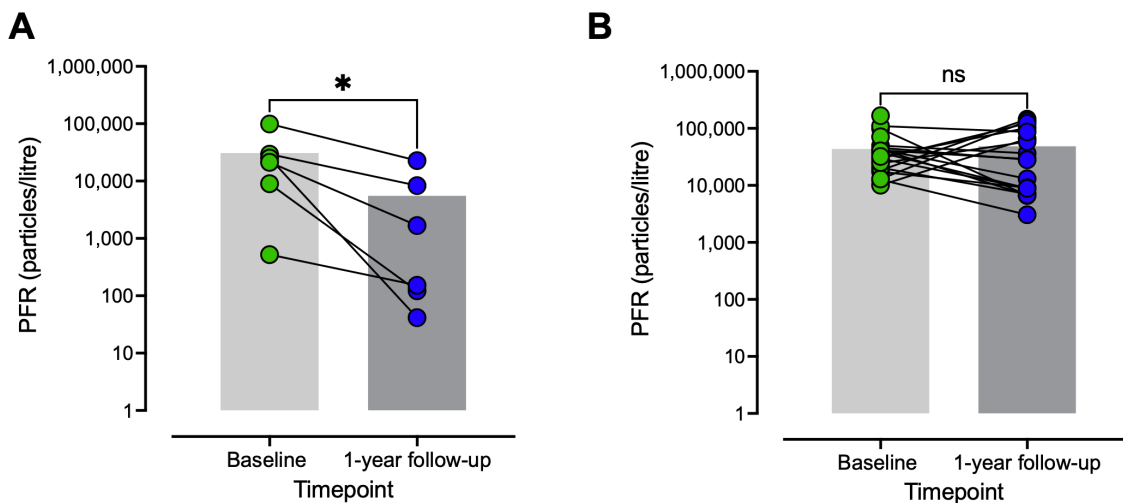 A
PFR (particles/litre)
1,000,000
100,000
10,000
1,000
100
10
1
*
Baseline
1-year follow-up
Timepoint
B
PFR (particles/litre)
1,000,000
100,000
10,000
1,000
100
10
1
ns
Baseline
1-year follow-up
Timepoint